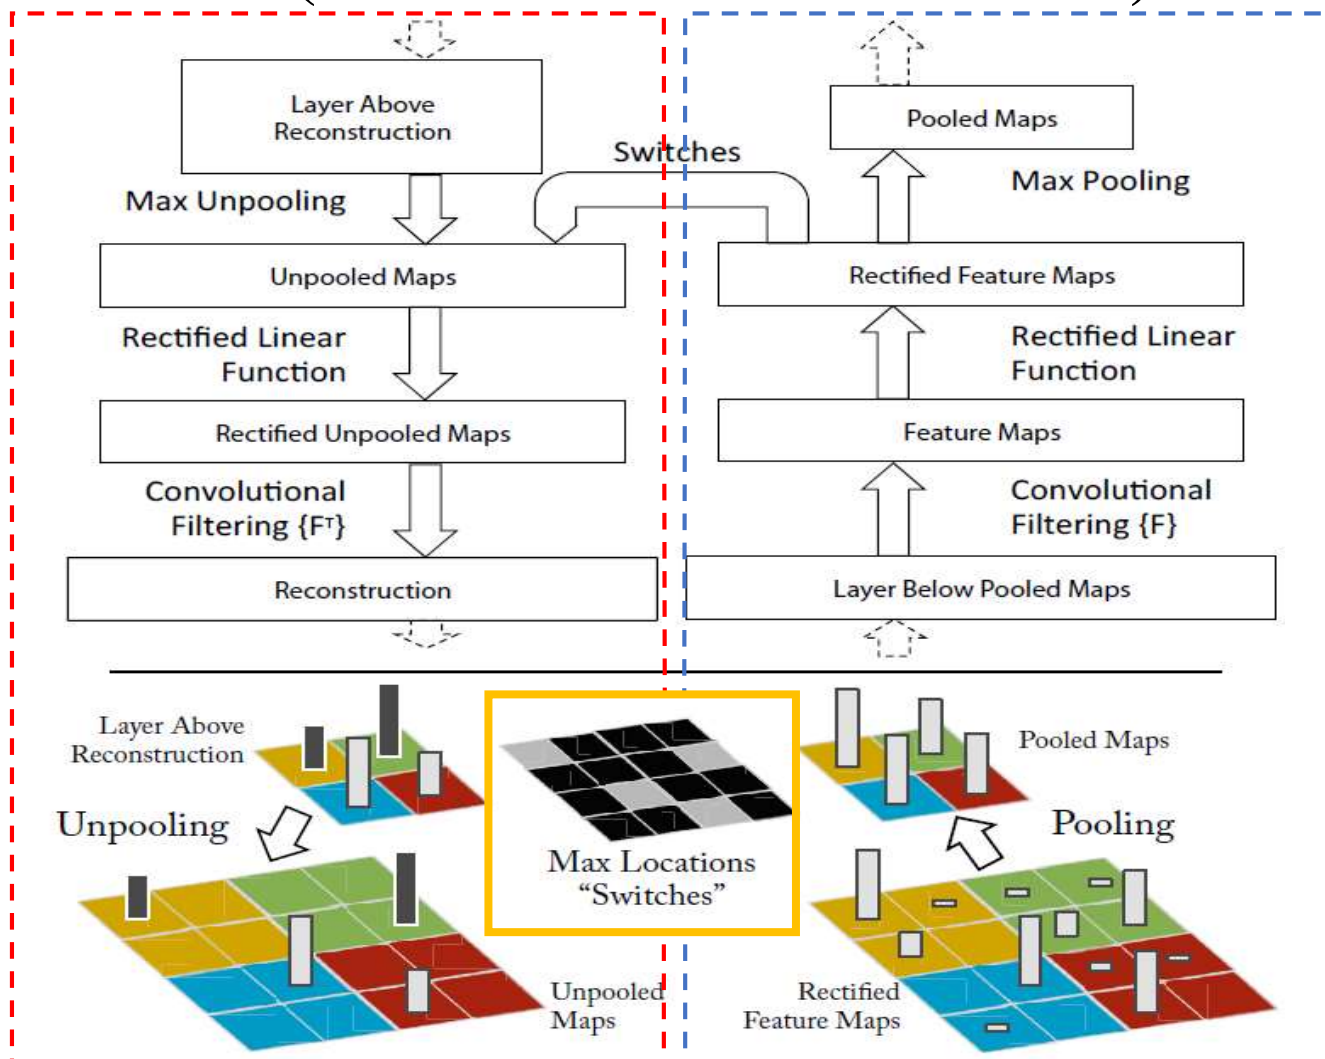 Layer Above
Reconstruction
Max Unpooling
Unpooled Maps
Rectified Linear
Function
Rectified Unpooled Maps
Convolutional
Filtering {Fᵀ}
Reconstruction
Switches
Pooled Maps
Max Pooling
Rectified Feature Maps
Rectified Linear
Function
Feature Maps
Convolutional
Filtering {F}
Layer Below Pooled Maps
Layer Above
Reconstruction
Unpooling
Unpooled
Maps
Max Locations
“Switches”
Pooled Maps
Pooling
Rectified
Feature Maps